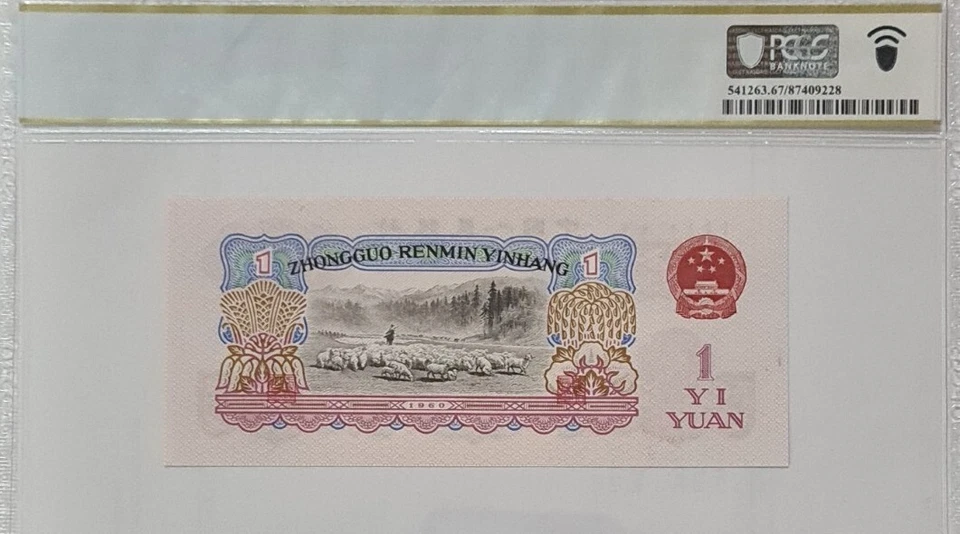 PCGS
BANKNOTE
541263.67/87409228
ZHONGGUO RENMIN YINHANG
1
1
1960
1
YI
YUAN